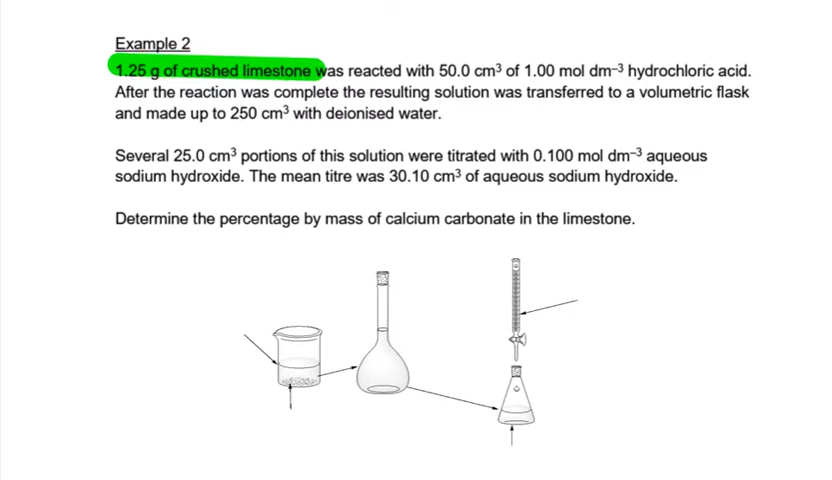 Example 2
1.25 g of crushed limestone was reacted with 50.0 cm³ of 1.00 mol dm⁻³ hydrochloric acid.
After the reaction was complete the resulting solution was transferred to a volumetric flask
and made up to 250 cm³ with deionised water.
Several 25.0 cm³ portions of this solution were titrated with 0.100 mol dm⁻³ aqueous
sodium hydroxide. The mean titre was 30.10 cm³ of aqueous sodium hydroxide.
Determine the percentage by mass of calcium carbonate in the limestone.